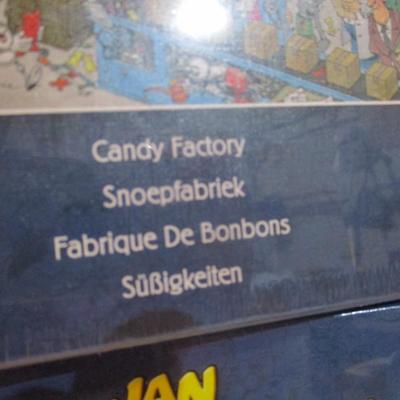 Candy Factory
Snoepfabriek
Fabrique De Bonbons
Süßigkeiten
JAN